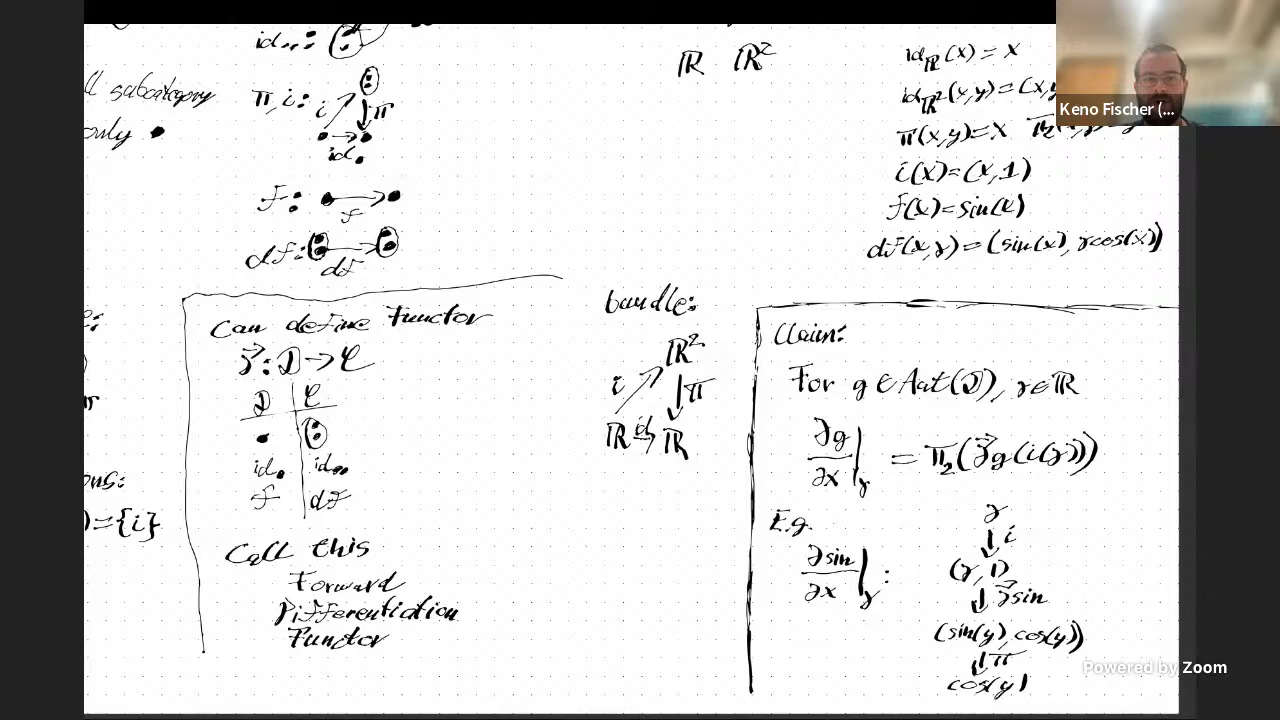 id..:
ll subcategory
only •
π, i: i π
id.
f: f
df: df
ℝ ℝ²
id_ℝ(x) = x
id_ℝ²(x,y) = (x,y
π(x,y)=x
i(x)=(x,1)
f(x)=sin(x)
df(x,y)=(sin(x), ycos(x))
Keno Fischer (...
Can define functor
D → C
D | C
id. | id..
f | df
Call this
Forward
Differentiation
Functor
ons:
)={i}
bundle:
ℝ²
i π
ℝ id ℝ
Claim:
For g ∈ , y∈ℝ
∂g/∂x|y = π₂(g(i(y)))
E.g.
∂sin/∂x|y :
y
↓ i
(y, 1)
↓ sin
(sin(y), cos(y))
↓ π
cos(y)
Powered by Zoom